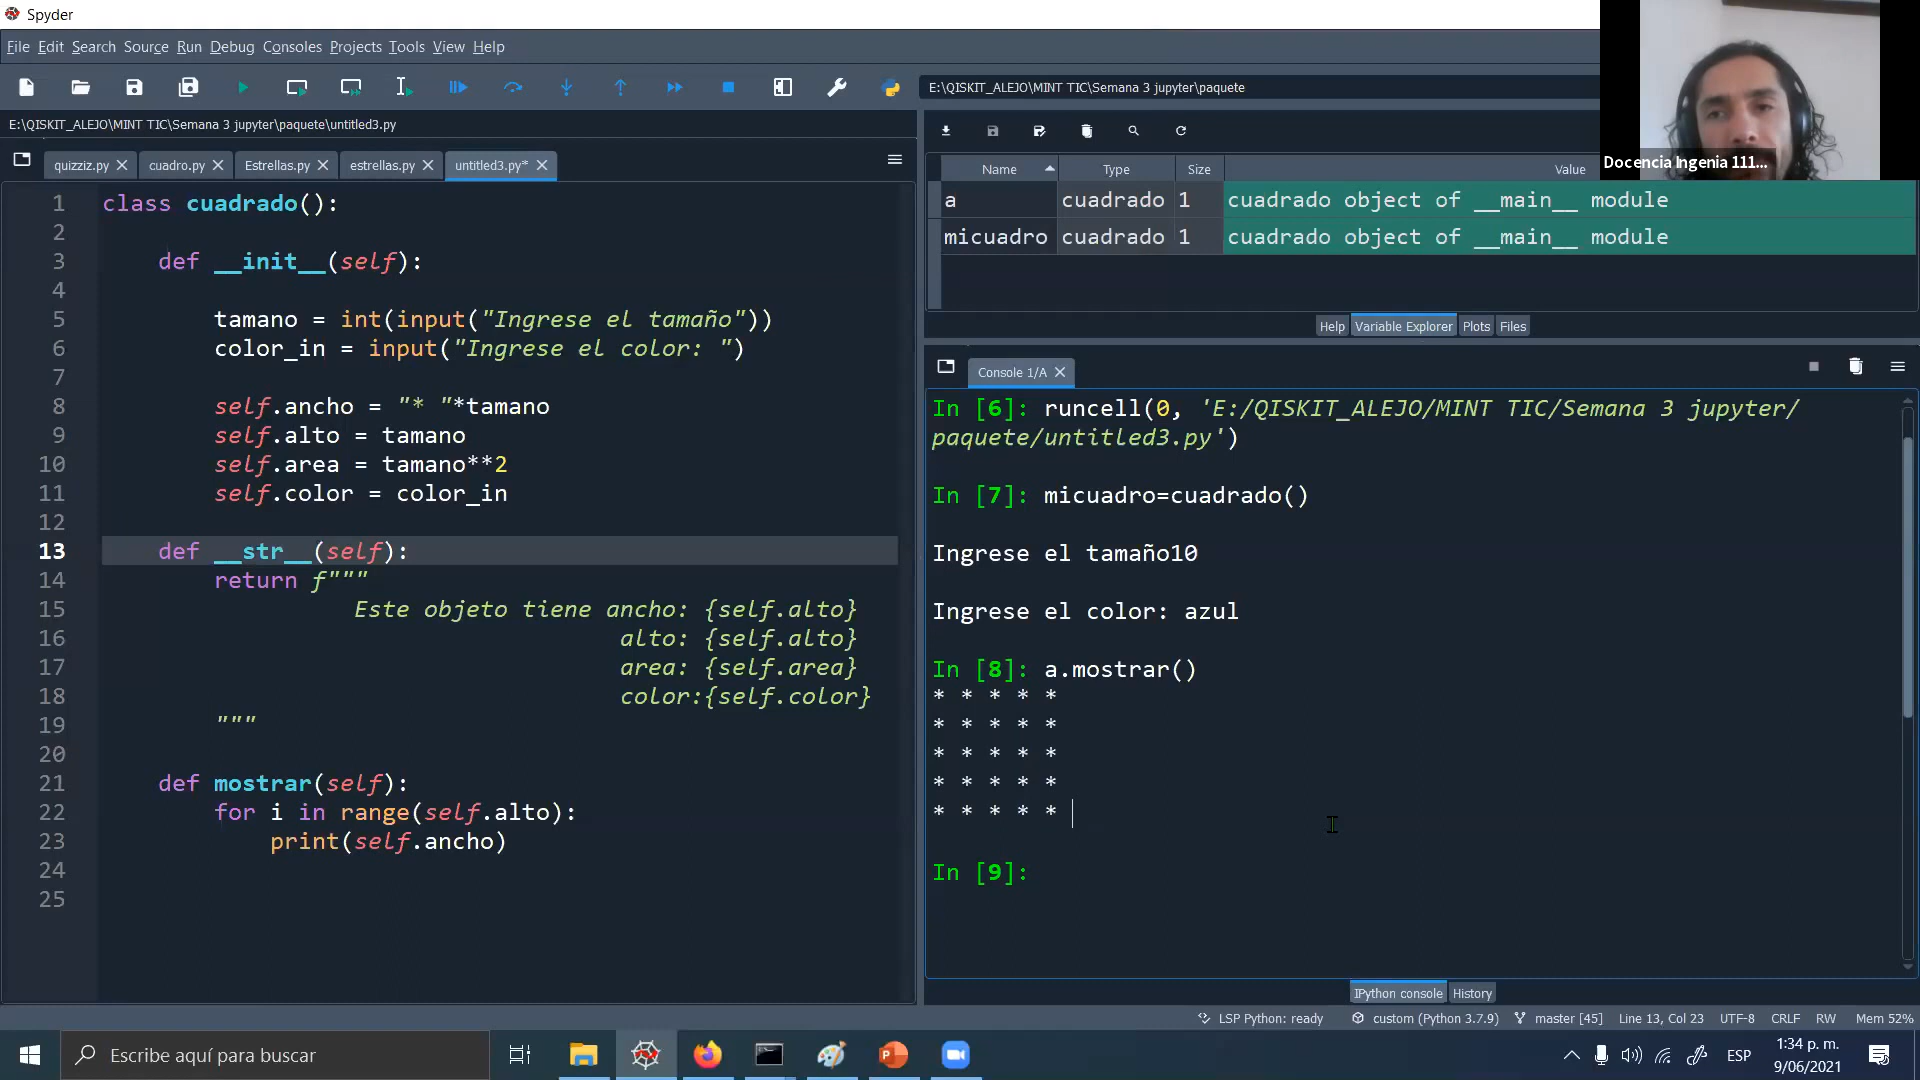 Spyder
File Edit Search Source Run Debug Consoles Projects Tools View Help
E:\QISKIT_ALEJO\MINT TIC\Semana 3 jupyter\paquete
Docencia Ingenia 111...
E:\QISKIT_ALEJO\MINT TIC\Semana 3 jupyter\paquete\untitled3.py
quizziz.py cuadro.py Estrellas.py estrellas.py untitled3.py*
1 class cuadrado():
2
3 def __init__(self):
4
5 tamano = int(input("Ingrese el tamaño"))
6 color_in = input("Ingrese el color: ")
7
8 self.ancho = "* "*tamano
9 self.alto = tamano
10 self.area = tamano**2
11 self.color = color_in
12
13 def __str__(self):
14 return f"""
15 Este objeto tiene ancho: {self.alto}
16 alto: {self.alto}
17 area: {self.area}
18 color:{self.color}
19 """
20
21 def mostrar(self):
22 for i in range(self.alto):
23 print(self.ancho)
24
25
Name Type Size Value
a cuadrado 1 cuadrado object of __main__ module
micuadro cuadrado 1 cuadrado object of __main__ module
Help Variable Explorer Plots Files
Console 1/A
In [6]: runcell(0, 'E:/QISKIT_ALEJO/MINT TIC/Semana 3 jupyter/
paquete/untitled3.py')
In [7]: micuadro=cuadrado()
Ingrese el tamaño10
Ingrese el color: azul
In [8]: a.mostrar()
* * * * *
* * * * *
* * * * *
* * * * *
* * * * *
In [9]:
IPython console History
LSP Python: ready custom (Python 3.7.9) master [45] Line 13, Col 23 UTF-8 CRLF RW Mem 52%
Escribe aquí para buscar
ESP
1:34 p. m.
9/06/2021